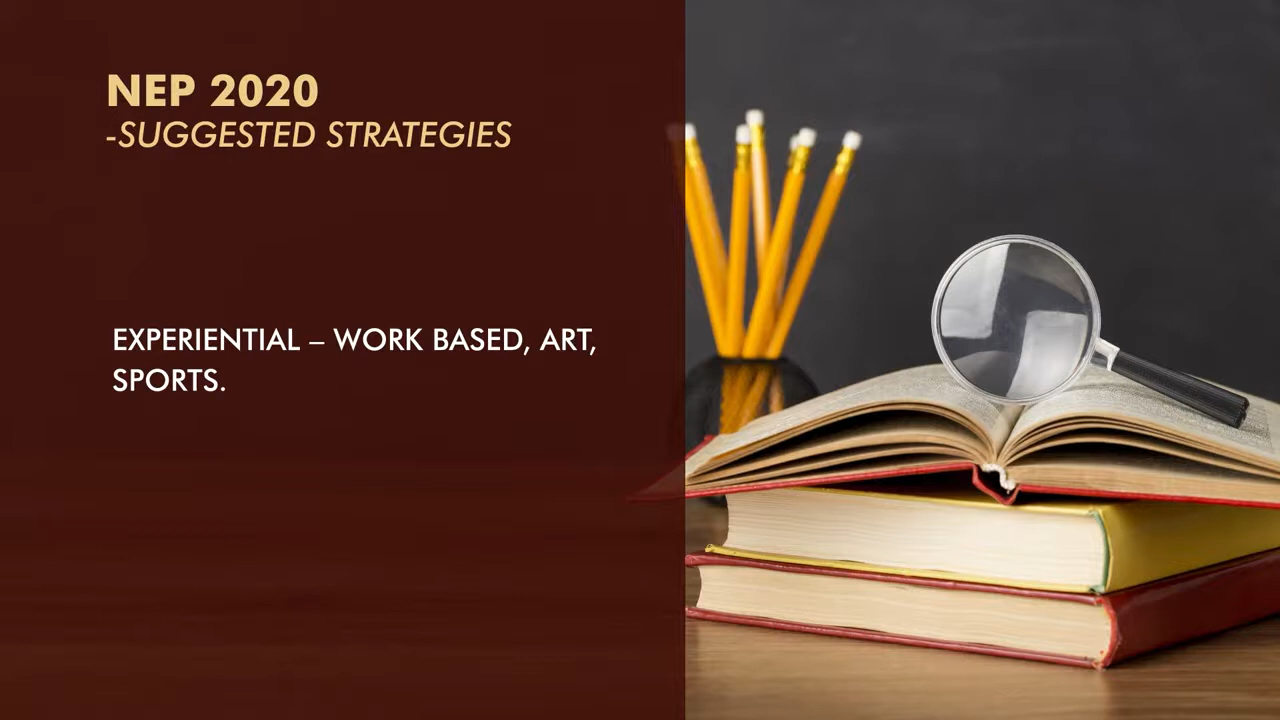 NEP 2020
-SUGGESTED STRATEGIES
EXPERIENTIAL – WORK BASED, ART,
SPORTS.